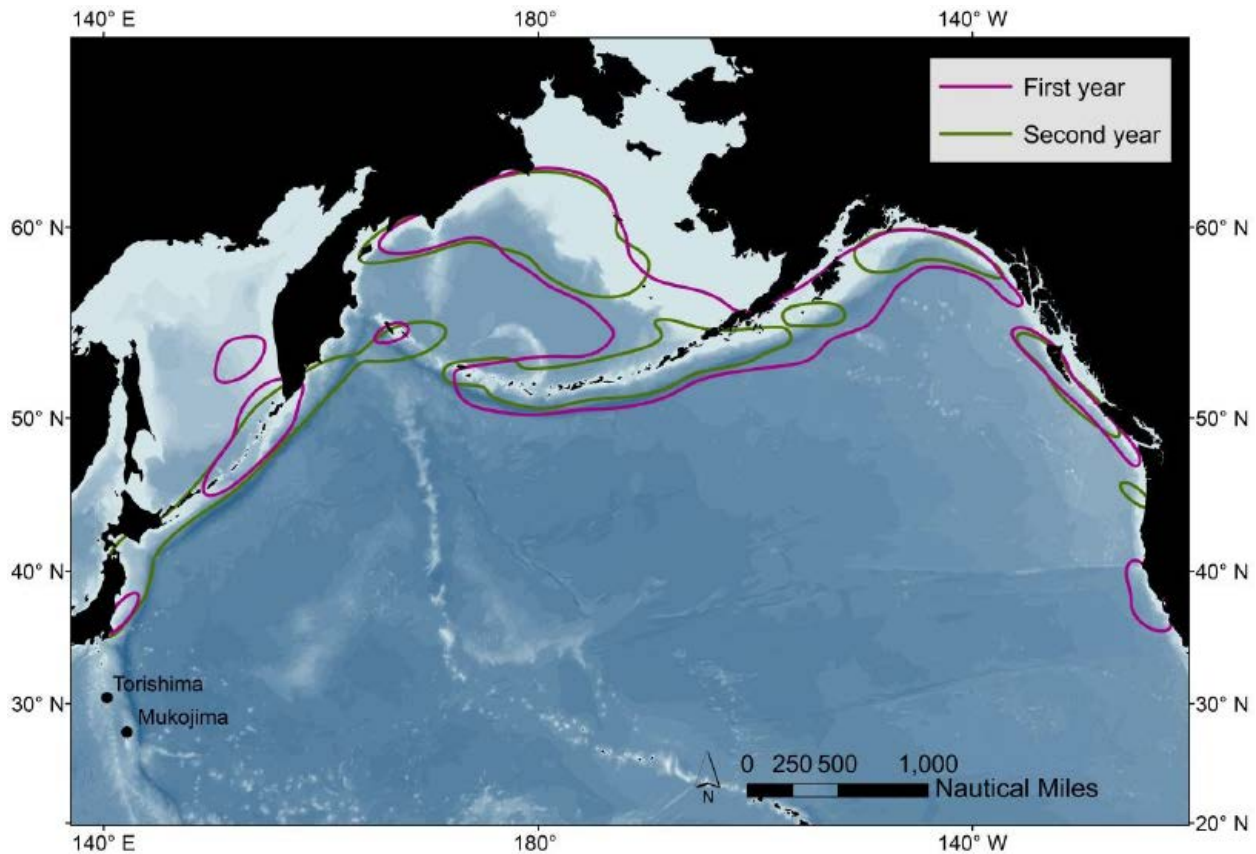 140° E
180°
140° W
First year
Second year
60° N
60° N
50° N
50° N
40° N
40° N
Torishima
30° N
30° N
Mukojima
0 250 500 1,000
Nautical Miles
N
20° N
140° E
180°
140° W